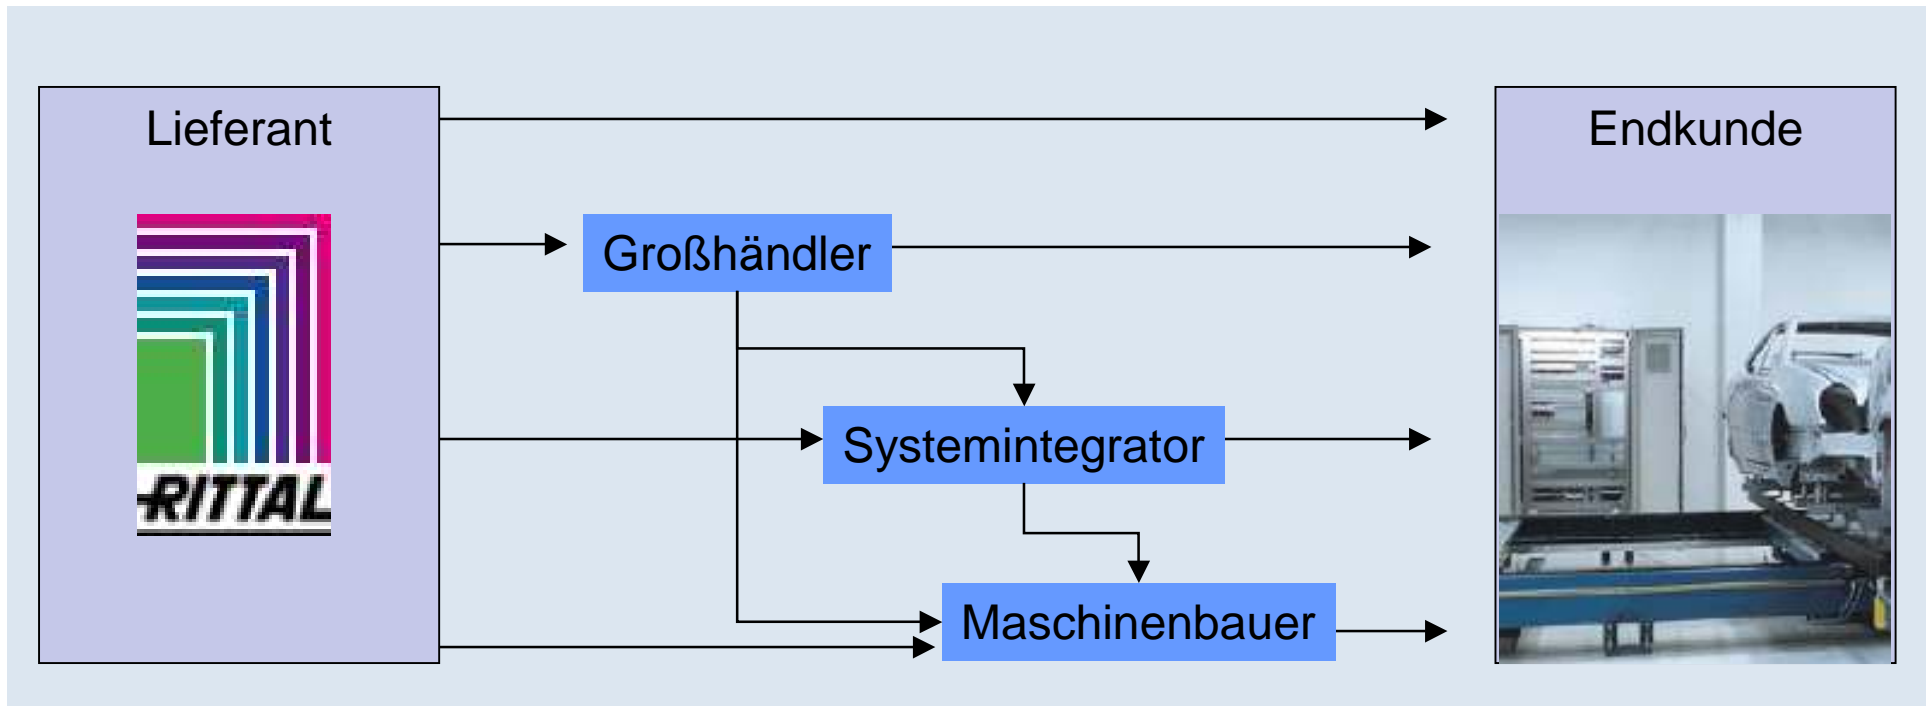 Lieferant
Endkunde
Großhändler
Systemintegrator
RITTAL
Maschinenbauer